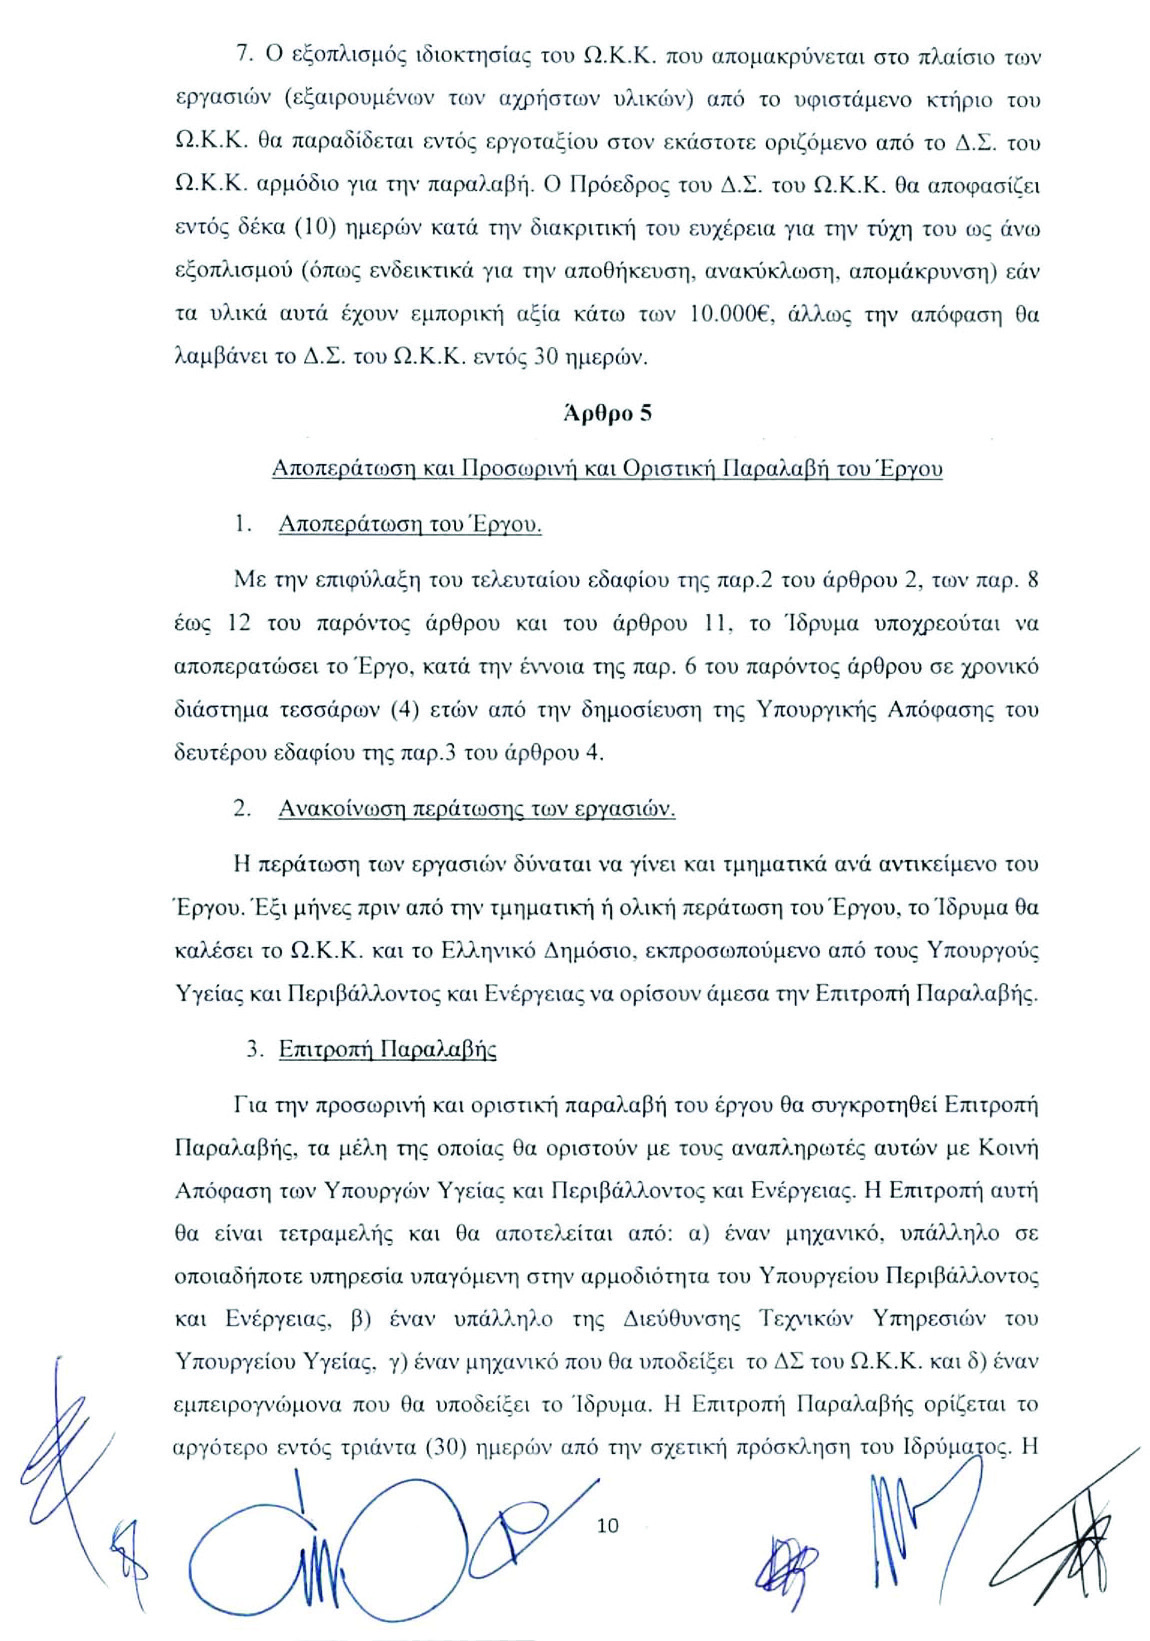 7. Ο εξοπλισμός ιδιοκτησίας του Ω.Κ.Κ. που απομακρύνεται στο πλαίσιο των
εργασιών (εξαιρουμένων των αχρήστων υλικών) από το υφιστάμενο κτήριο του
Ω.Κ.Κ. θα παραδίδεται εντός εργοταξίου στον εκάστοτε οριζόμενο από το Δ.Σ. του
Ω.Κ.Κ. αρμόδιο για την παραλαβή. Ο Πρόεδρος του Δ.Σ. του Ω.Κ.Κ. θα αποφασίζει
εντός δέκα (10) ημερών κατά την διακριτική του ευχέρεια για την τύχη του ως άνω
εξοπλισμού (όπως ενδεικτικά για την αποθήκευση, ανακύκλωση, απομάκρυνση) εάν
τα υλικά αυτά έχουν εμπορική αξία κάτω των 10.000€, άλλως την απόφαση θα
λαμβάνει το Δ.Σ. του Ω.Κ.Κ. εντός 30 ημερών.
Άρθρο 5
Αποπεράτωση και Προσωρινή και Οριστική Παραλαβή του Έργου
1. Αποπεράτωση του Έργου.
Με την επιφύλαξη του τελευταίου εδαφίου της παρ.2 του άρθρου 2, των παρ. 8
έως 12 του παρόντος άρθρου και του άρθρου 11, το Ίδρυμα υποχρεούται να
αποπερατώσει το Έργο, κατά την έννοια της παρ. 6 του παρόντος άρθρου σε χρονικό
διάστημα τεσσάρων (4) ετών από την δημοσίευση της Υπουργικής Απόφασης του
δευτέρου εδαφίου της παρ.3 του άρθρου 4.
2. Ανακοίνωση περάτωσης των εργασιών.
Η περάτωση των εργασιών δύναται να γίνει και τμηματικά ανά αντικείμενο του
Έργου. Έξι μήνες πριν από την τμηματική ή ολική περάτωση του Έργου, το Ίδρυμα θα
καλέσει το Ω.Κ.Κ. και το Ελληνικό Δημόσιο, εκπροσωπούμενο από τους Υπουργούς
Υγείας και Περιβάλλοντος και Ενέργειας να ορίσουν άμεσα την Επιτροπή Παραλαβής.
3. Επιτροπή Παραλαβής
Για την προσωρινή και οριστική παραλαβή του έργου θα συγκροτηθεί Επιτροπή
Παραλαβής, τα μέλη της οποίας θα οριστούν με τους αναπληρωτές αυτών με Κοινή
Απόφαση των Υπουργών Υγείας και Περιβάλλοντος και Ενέργειας. Η Επιτροπή αυτή
θα είναι τετραμελής και θα αποτελείται από: α) έναν μηχανικό, υπάλληλο σε
οποιαδήποτε υπηρεσία υπαγόμενη στην αρμοδιότητα του Υπουργείου Περιβάλλοντος
και Ενέργειας, β) έναν υπάλληλο της Διεύθυνσης Τεχνικών Υπηρεσιών του
Υπουργείου Υγείας, γ) έναν μηχανικό που θα υποδείξει το ΔΣ του Ω.Κ.Κ. και δ) έναν
εμπειρογνώμονα που θα υποδείξει το Ίδρυμα. Η Επιτροπή Παραλαβής ορίζεται το
αργότερο εντός τριάντα (30) ημερών από την σχετική πρόσκληση του Ιδρύματος. Η
10